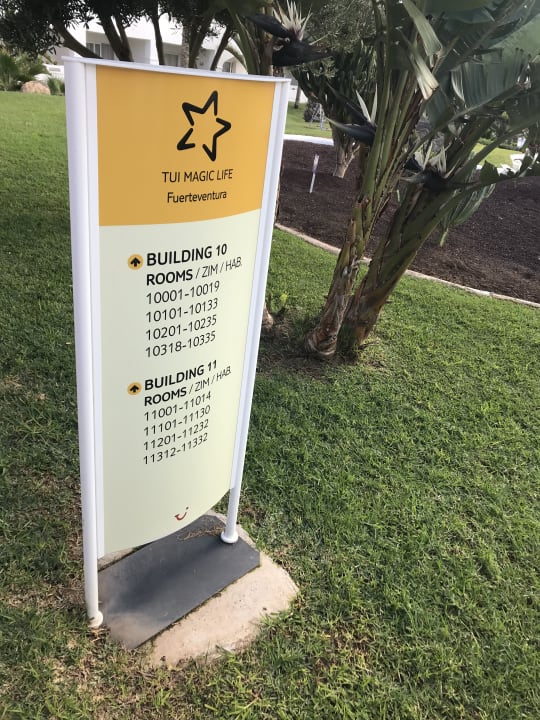 TUI MAGIC LIFE
Fuerteventura
BUILDING 10
ROOMS / ZIM / HAB.
10001-10019
10101-10133
10201-10235
10318-10335
BUILDING 11
ROOMS / ZIM / HAB.
11001-11014
11101-11130
11201-11232
11312-11332